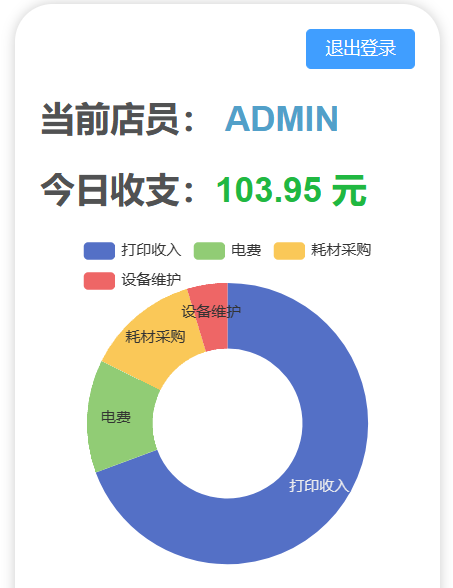 退出登录
当前店员： ADMIN
今日收支：103.95 元
打印收入 电费 耗材采购
设备维护
设备维护
耗材采购
电费
打印收入